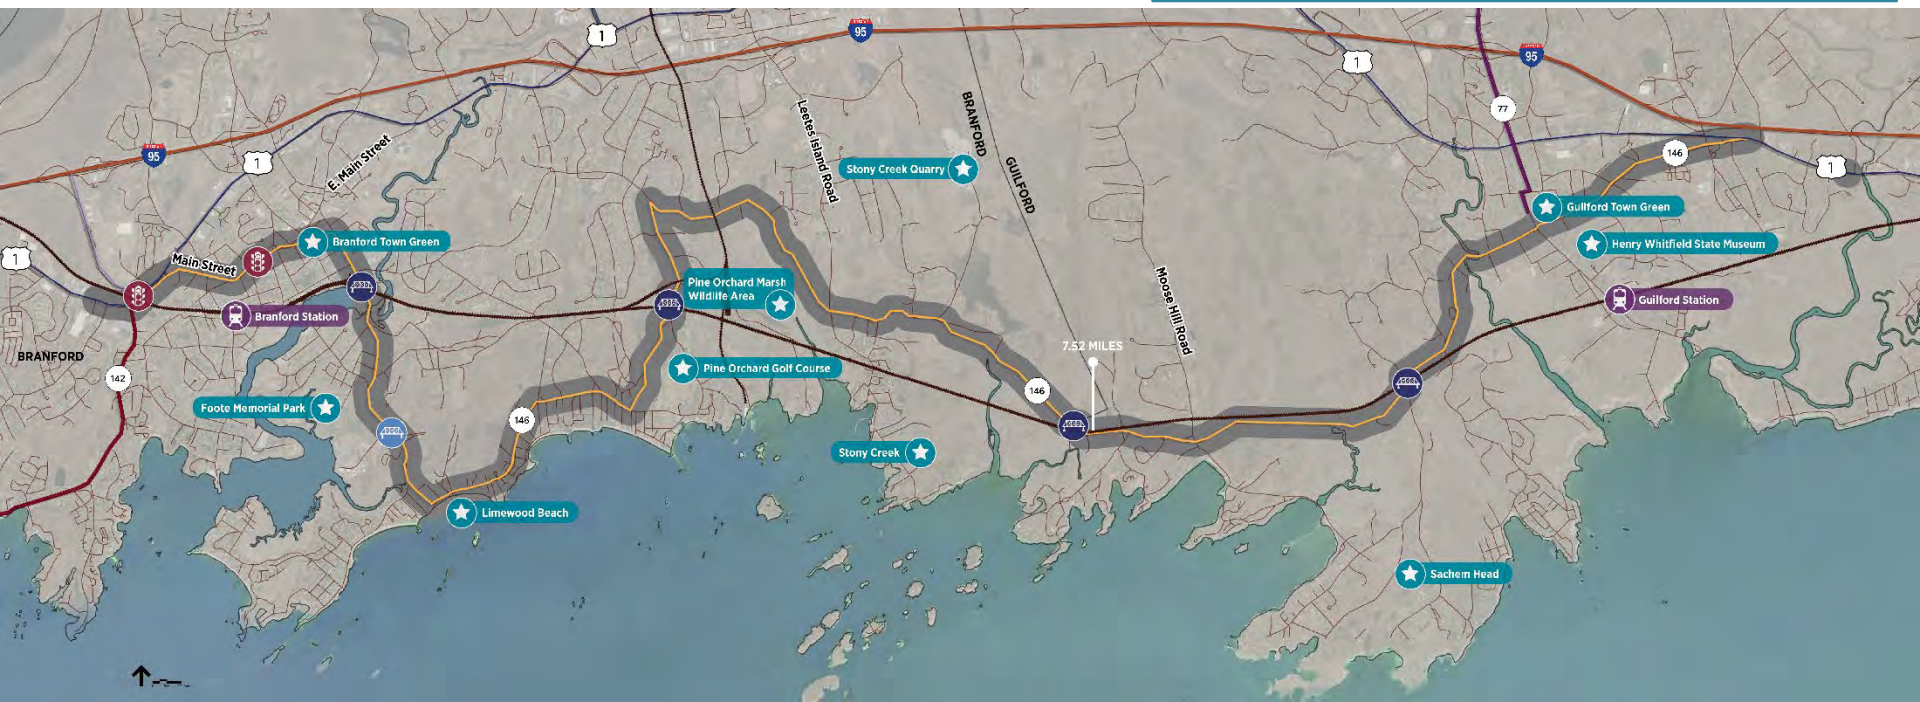 1
95
1
95
1
77
95
1
E. Main Street
Leetes Island Road
BRANFORD
GUILFORD
Stony Creek Quarry
146
1
Guilford Town Green
Branford Town Green
Henry Whitfield State Museum
1
Main Street
Pine Orchard Marsh
Wildlife Area
Moose Hill Road
Guilford Station
Branford Station
7.52 MILES
BRANFORD
142
Pine Orchard Golf Course
146
Foote Memorial Park
146
Stony Creek
Limewood Beach
Sachem Head